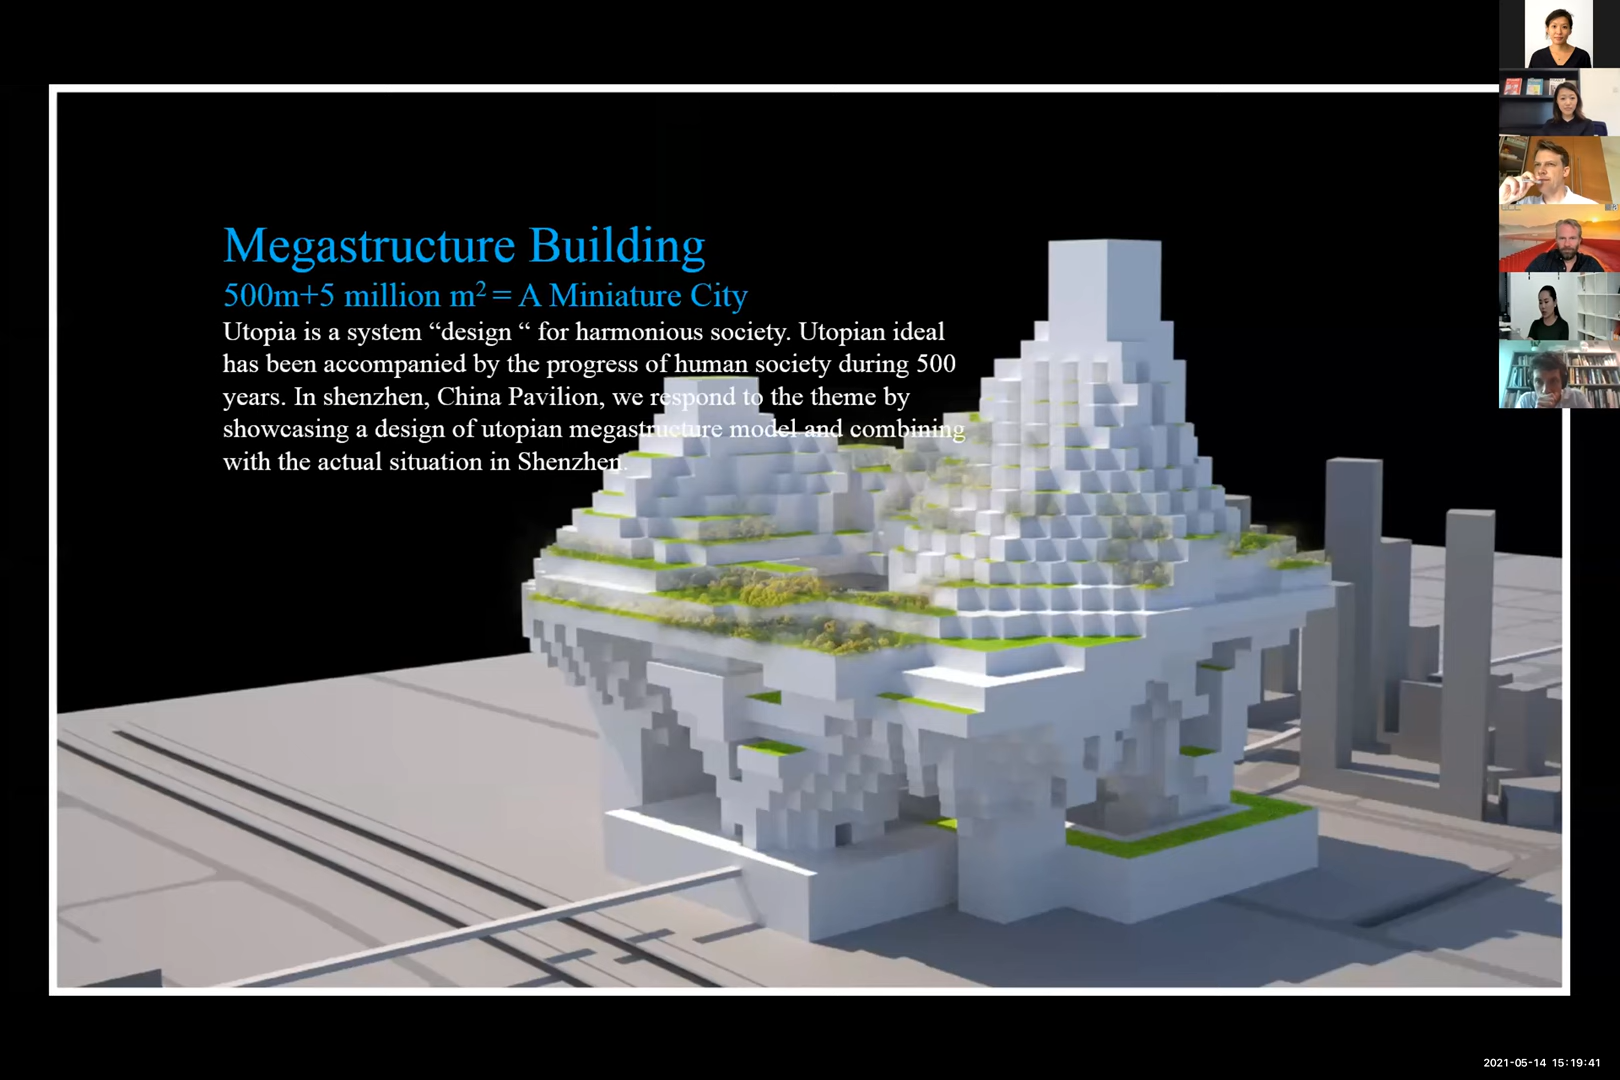 Megastructure Building
500m+5 million m² = A Miniature City
Utopia is a system “design “ for harmonious society. Utopian ideal
has been accompanied by the progress of human society during 500
years. In shenzhen, China Pavilion, we respond to the theme by
showcasing a design of utopian megastructure model and combining
with the actual situation in Shenzhen.
2021-05-14 15:19:41